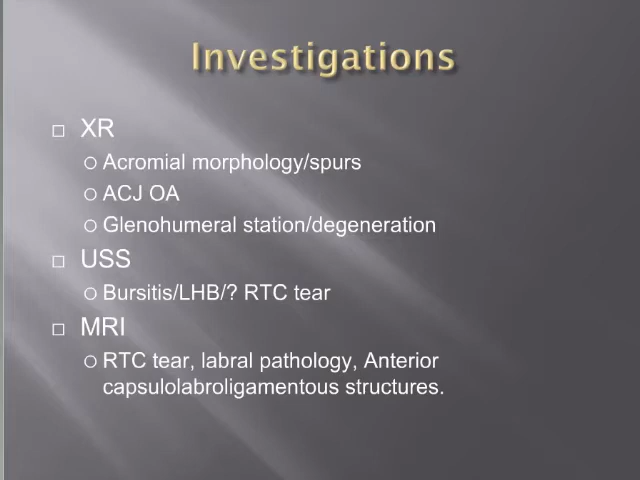 Investigations
XR
Acromial morphology/spurs
ACJ OA
Glenohumeral station/degeneration
USS
Bursitis/LHB/? RTC tear
MRI
RTC tear, labral pathology, Anterior
capsulolabroligamentous structures.